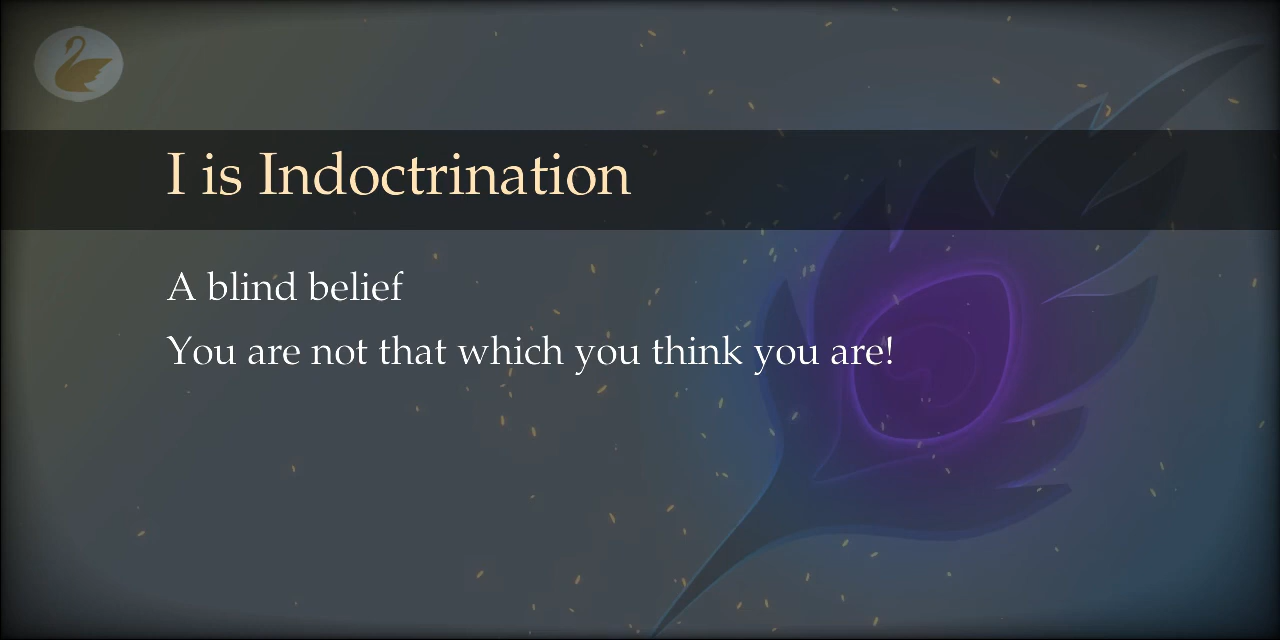 I is Indoctrination
A blind belief
You are not that which you think you are!